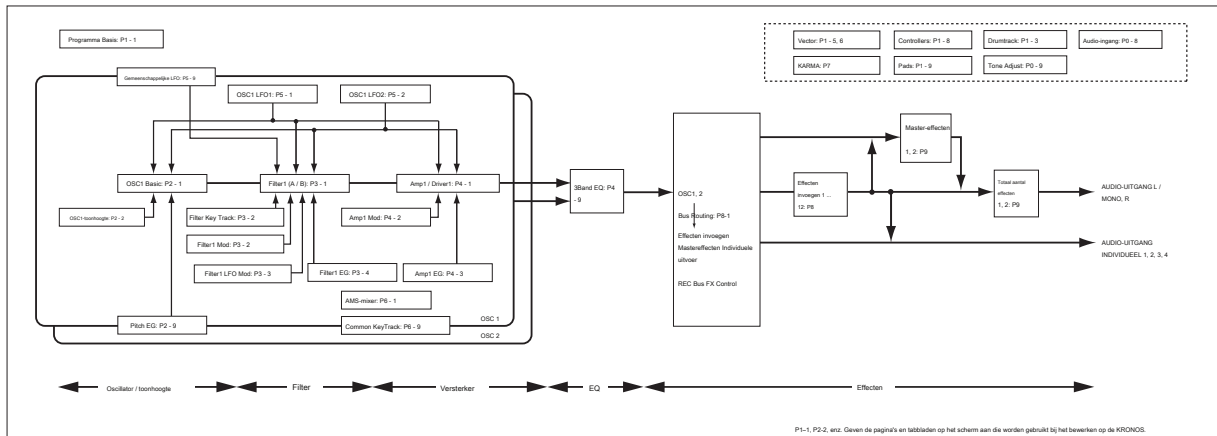 Programma Basis: P1 - 1
Vector: P1 - 5, 6
Controllers: P1 - 8
Drumtrack: P1 - 3
Audio-ingang: P0 - 8
KARMA: P7
Pads: P1 - 9
Tone Adjust: P0 - 9
Gemeenschappelijke LFO: P5 - 9
OSC1 LFO1: P5 - 1
OSC1 LFO2: P5 - 2
OSC1 Basic: P2 - 1
Filter1 (A / B): P3 - 1
Amp1 / Driver1: P4 - 1
OSC1-toonhoogte: P2 - 2
Filter Key Track: P3 - 2
Amp1 Mod: P4 - 2
Filter1 Mod: P3 - 2
Filter1 LFO Mod: P3 - 3
Filter1 EG: P3 - 4
Amp1 EG: P4 - 3
AMS-mixer: P6 - 1
Pitch EG: P2 - 9
Common KeyTrack: P6 - 9
OSC 1
OSC 2
3Band EQ: P4
- 9
OSC1, 2
Bus Routing: P8-1
Effecten invoegen
Mastereffecten Individuele
uitvoer
REC Bus FX Control
Effecten
invoegen 1 ...
12: P8
Master-effecten
1, 2: P9
Totaal aantal
effecten
1, 2: P9
AUDIO-UITGANG L /
MONO, R
AUDIO-UITGANG
INDIVIDUEEL 1, 2, 3, 4
Oscillator / toonhoogte
Filter
Versterker
EQ
Effecten
P1–1, P2-2, enz. Geven de pagina's en tabbladen op het scherm aan die worden gebruikt bij het bewerken op de KRONOS.